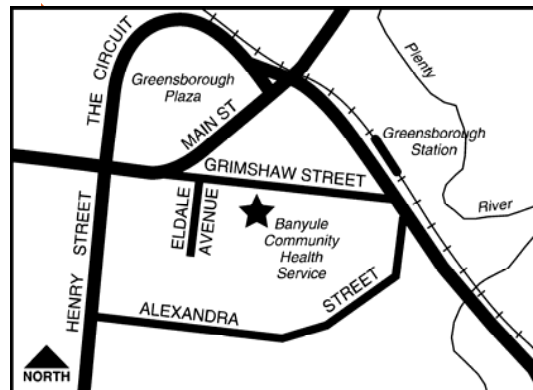 THE CIRCUIT
Greensborough
Plaza
MAIN ST
Plenty
Greensborough
Station
GRIMSHAW STREET
River
ELDALE
AVENUE
Banyule
Community
Health
Service
HENRY STREET
ALEXANDRA
STREET
NORTH